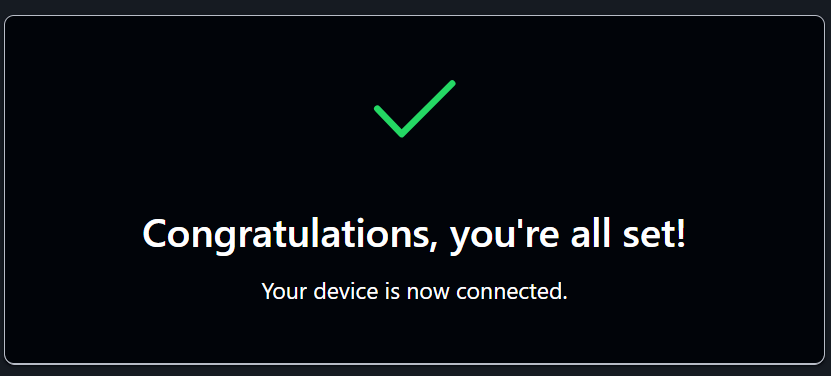 Congratulations, you're all set!
Your device is now connected.